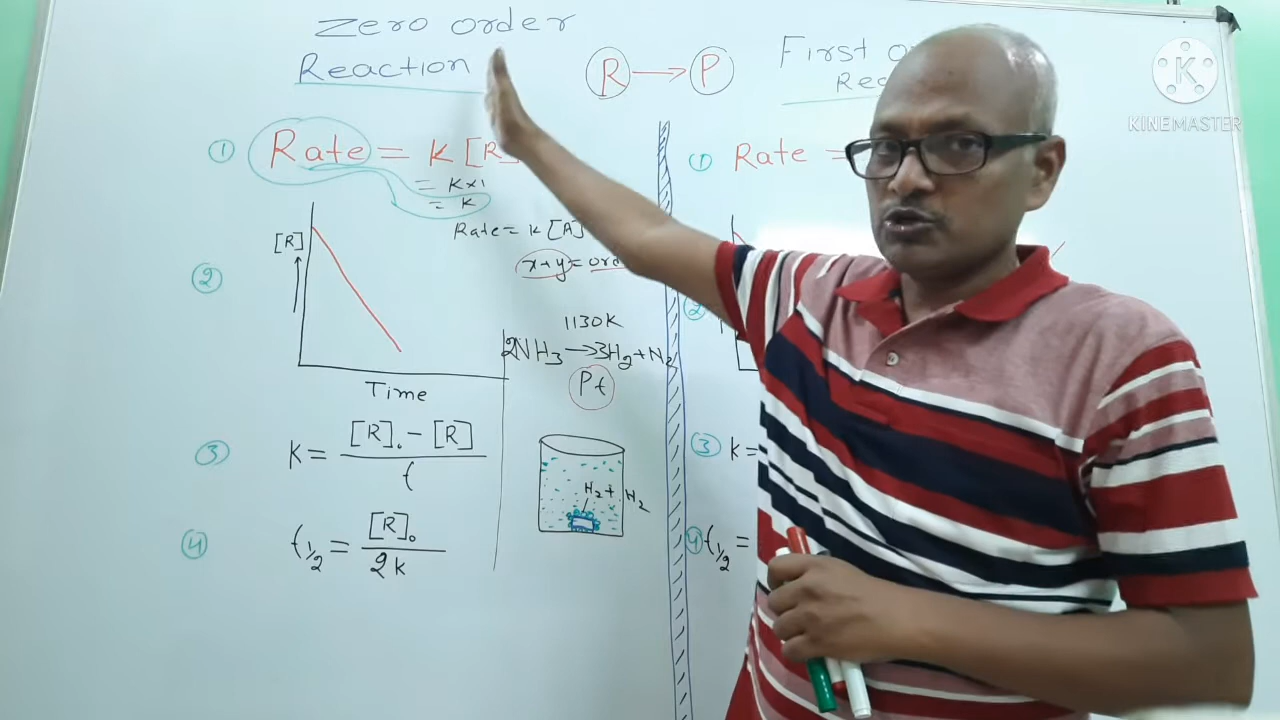 Zero order
Reaction
R → P
First
① Rate = K [R]
= K×1
= K
Rate = K [A]
x+y = ord
② [R]
Time
1130K
2NH₃ → 3H₂ + N₂
Pt
③ K = [R]₀ - [R] / t
H₂ + H₂
④ t½ = [R]₀ / 2K
① Rate =
②
③ K =
④ t½ =
K
KINEMASTER